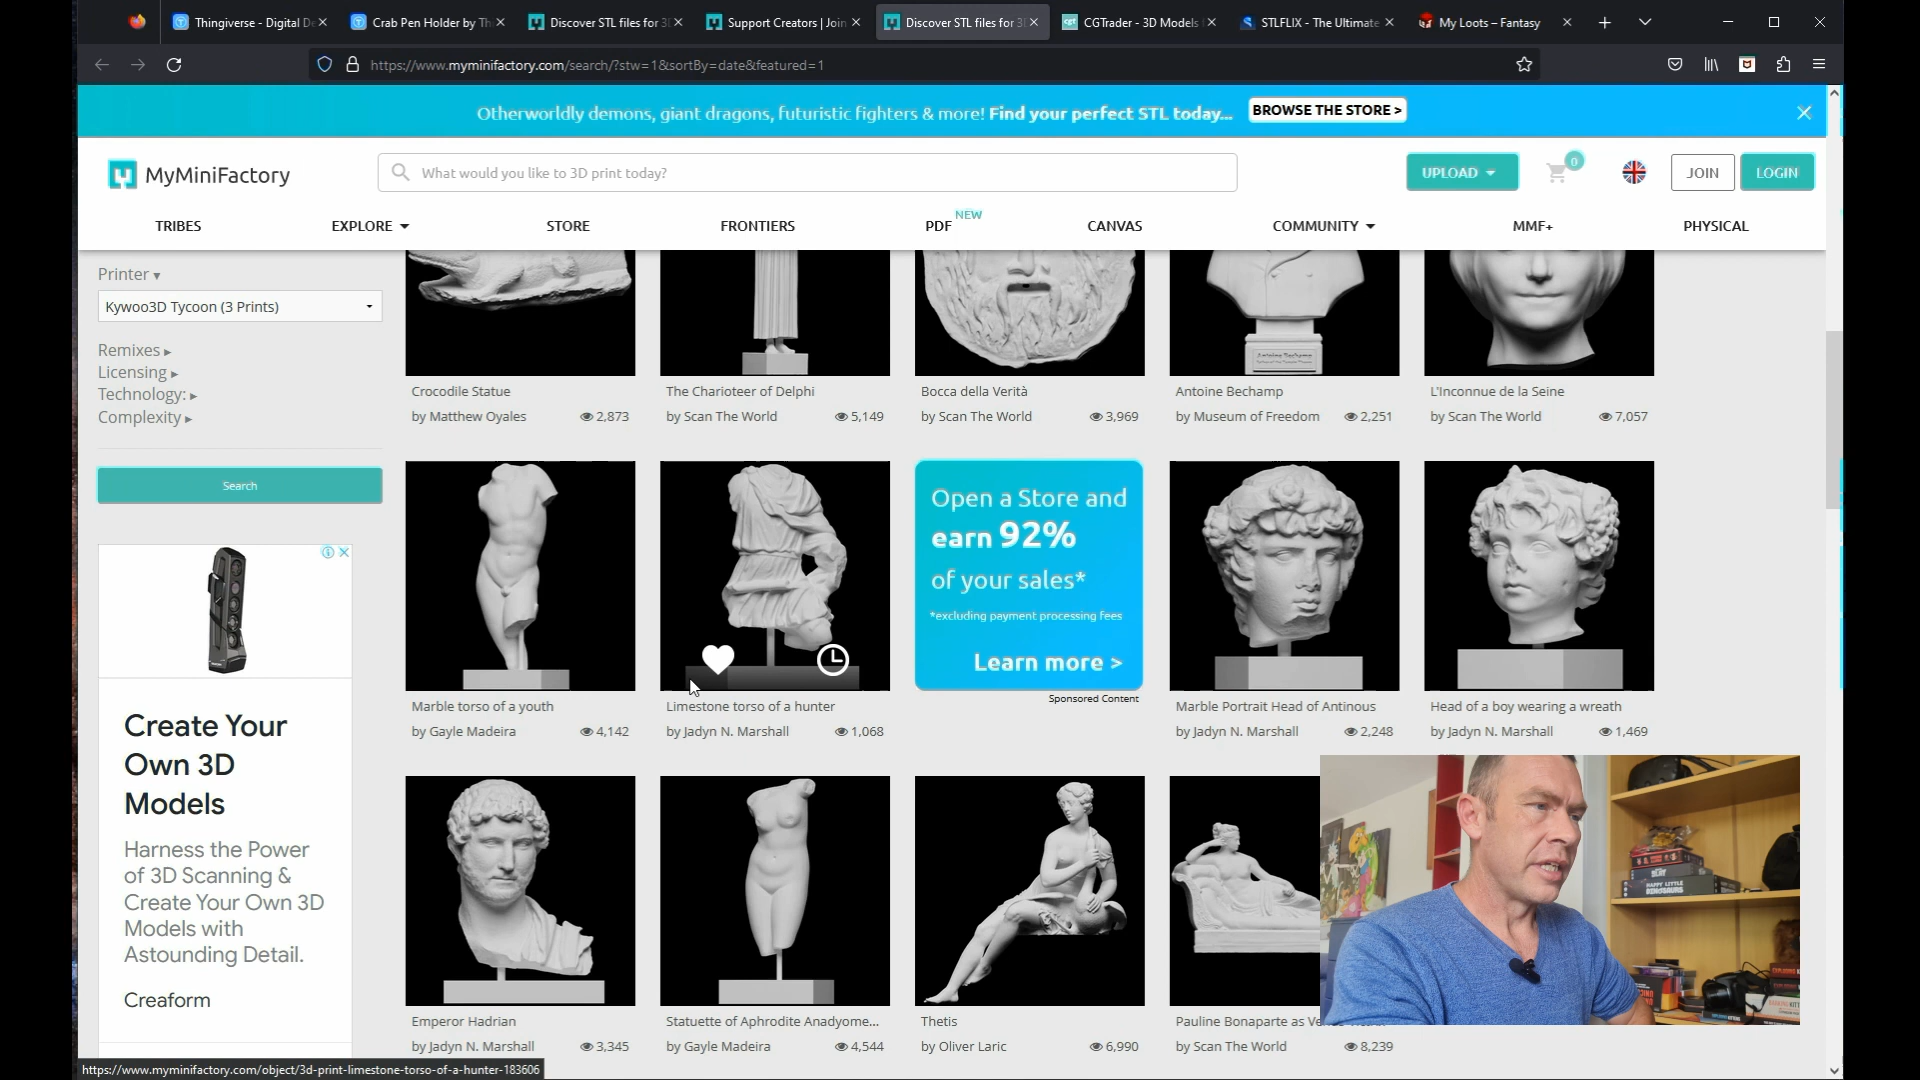 Thingiverse - Digital De
Crab Pen Holder by Th
Discover STL files for 3D
Support Creators | Join
Discover STL files for 3D
CGTrader - 3D Models
STLFLIX - The Ultimate
My Loots – Fantasy
https://www.myminifactory.com/search/?stw=1&sortBy=date&featured=1
Otherworldly demons, giant dragons, futuristic fighters & more! Find your perfect STL today...
BROWSE THE STORE >
MyMiniFactory
What would you like to 3D print today?
UPLOAD
0
JOIN
LOGIN
TRIBES
EXPLORE
STORE
FRONTIERS
PDF
NEW
CANVAS
COMMUNITY
MMF+
PHYSICAL
Printer
Kywoo3D Tycoon (3 Prints)
Remixes
Licensing
Technology:
Complexity
Search
Crocodile Statue
by Matthew Oyales 2,873
The Charioteer of Delphi
by Scan The World 5,149
Bocca della Verità
by Scan The World 3,969
Antoine Bechamp
by Museum of Freedom 2,251
L'Inconnue de la Seine
by Scan The World 7,057
Marble torso of a youth
by Gayle Madeira 4,142
Limestone torso of a hunter
by Jadyn N. Marshall 1,068
Open a Store and
earn 92%
of your sales*
*excluding payment processing fees
Learn more >
Sponsored Content
Marble Portrait Head of Antinous
by Jadyn N. Marshall 2,248
Head of a boy wearing a wreath
by Jadyn N. Marshall 1,469
Create Your
Own 3D
Models
Harness the Power
of 3D Scanning &
Create Your Own 3D
Models with
Astounding Detail.
Creaform
Emperor Hadrian
by Jadyn N. Marshall 3,345
Statuette of Aphrodite Anadyome...
by Gayle Madeira 4,544
Thetis
by Oliver Laric 6,990
Pauline Bonaparte as
by Scan The World 8,239
HAPPY LITTLE
DINOSAURS
https://www.myminifactory.com/object/3d-print-limestone-torso-of-a-hunter-183606